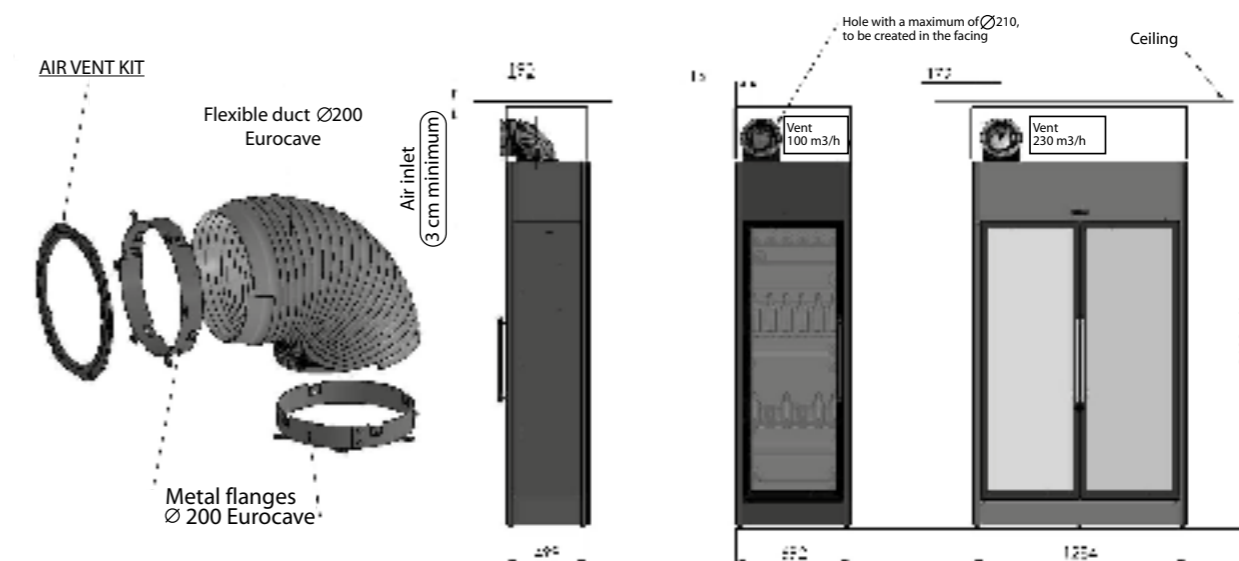 AIR VENT KIT
Flexible duct ∅200
Eurocave
Metal flanges
∅ 200 Eurocave
Air inlet
3 cm minimum
Hole with a maximum of ∅210,
to be created in the facing
Ceiling
Vent
100 m3/h
Vent
230 m3/h